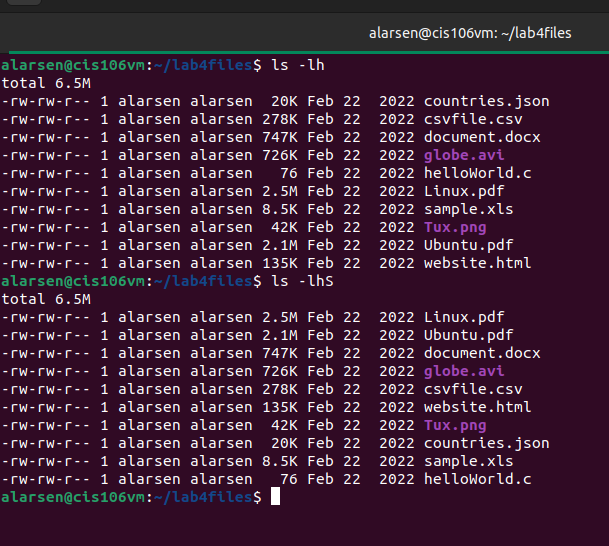 alarsen@cis106vm: ~/lab4files
alarsen@cis106vm:~/lab4files$ ls -lh
total 6.5M
-rw-rw-r-- 1 alarsen alarsen  20K Feb 22  2022 countries.json
-rw-rw-r-- 1 alarsen alarsen 278K Feb 22  2022 csvfile.csv
-rw-rw-r-- 1 alarsen alarsen 747K Feb 22  2022 document.docx
-rw-rw-r-- 1 alarsen alarsen 726K Feb 22  2022 globe.avi
-rw-rw-r-- 1 alarsen alarsen   76 Feb 22  2022 helloWorld.c
-rw-rw-r-- 1 alarsen alarsen 2.5M Feb 22  2022 Linux.pdf
-rw-rw-r-- 1 alarsen alarsen 8.5K Feb 22  2022 sample.xls
-rw-rw-r-- 1 alarsen alarsen  42K Feb 22  2022 Tux.png
-rw-rw-r-- 1 alarsen alarsen 2.1M Feb 22  2022 Ubuntu.pdf
-rw-rw-r-- 1 alarsen alarsen 135K Feb 22  2022 website.html
alarsen@cis106vm:~/lab4files$ ls -lhS
total 6.5M
-rw-rw-r-- 1 alarsen alarsen 2.5M Feb 22  2022 Linux.pdf
-rw-rw-r-- 1 alarsen alarsen 2.1M Feb 22  2022 Ubuntu.pdf
-rw-rw-r-- 1 alarsen alarsen 747K Feb 22  2022 document.docx
-rw-rw-r-- 1 alarsen alarsen 726K Feb 22  2022 globe.avi
-rw-rw-r-- 1 alarsen alarsen 278K Feb 22  2022 csvfile.csv
-rw-rw-r-- 1 alarsen alarsen 135K Feb 22  2022 website.html
-rw-rw-r-- 1 alarsen alarsen  42K Feb 22  2022 Tux.png
-rw-rw-r-- 1 alarsen alarsen  20K Feb 22  2022 countries.json
-rw-rw-r-- 1 alarsen alarsen 8.5K Feb 22  2022 sample.xls
-rw-rw-r-- 1 alarsen alarsen   76 Feb 22  2022 helloWorld.c
alarsen@cis106vm:~/lab4files$